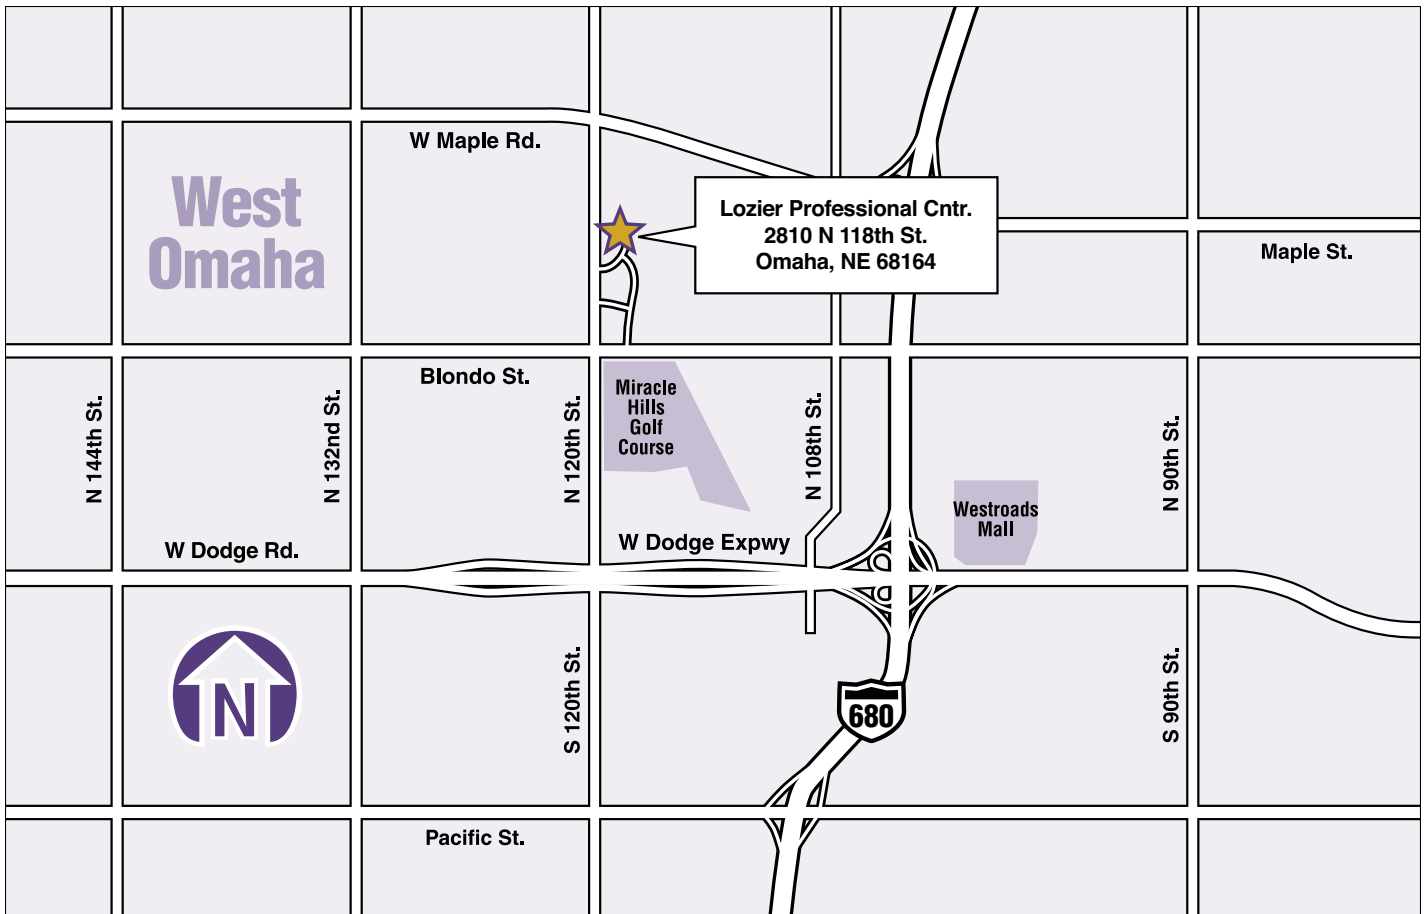 W Maple Rd.
West
Omaha
Lozier Professional Cntr.
2810 N 118th St.
Omaha, NE 68164
Maple St.
Blondo St.
Miracle
Hills
Golf
Course
N 144th St.
N 132nd St.
N 120th St.
N 108th St.
N 90th St.
Westroads
Mall
W Dodge Rd.
W Dodge Expwy
N
S 120th St.
680
S 90th St.
Pacific St.